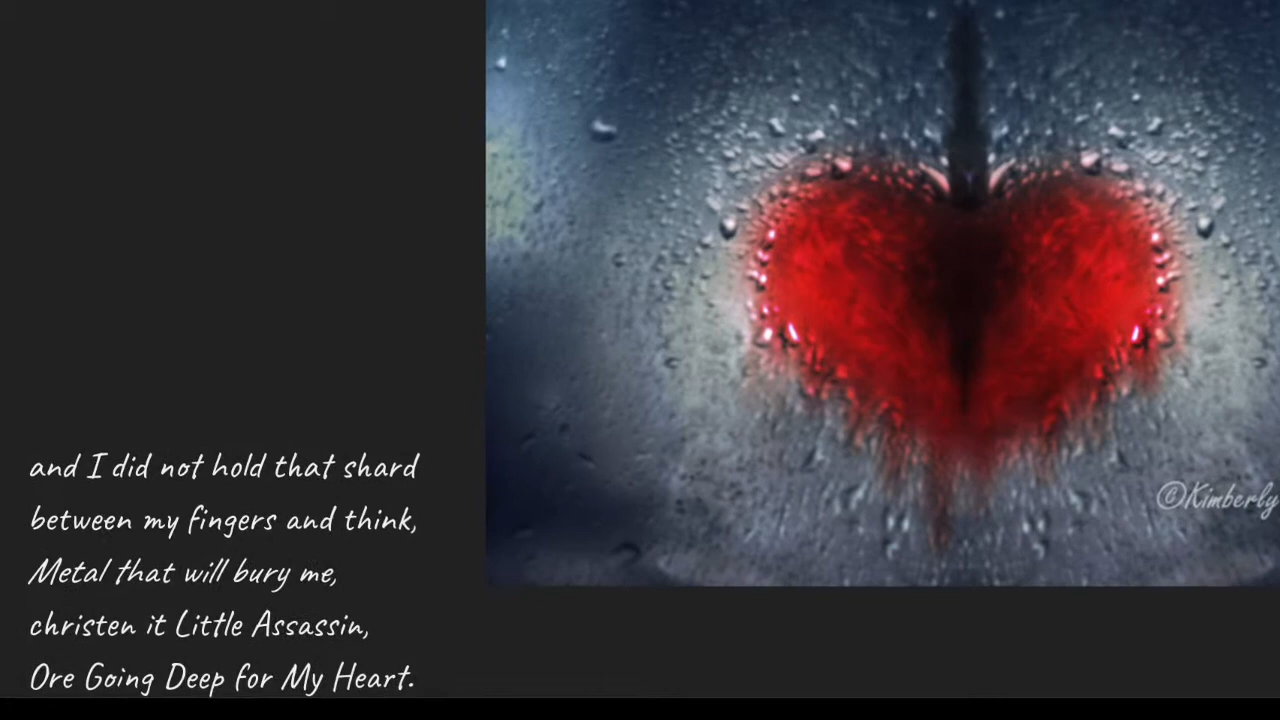 and I did not hold that shard
between my fingers and think,
Metal that will bury me,
christen it Little Assassin,
Ore Going Deep for My Heart.
©Kimberly